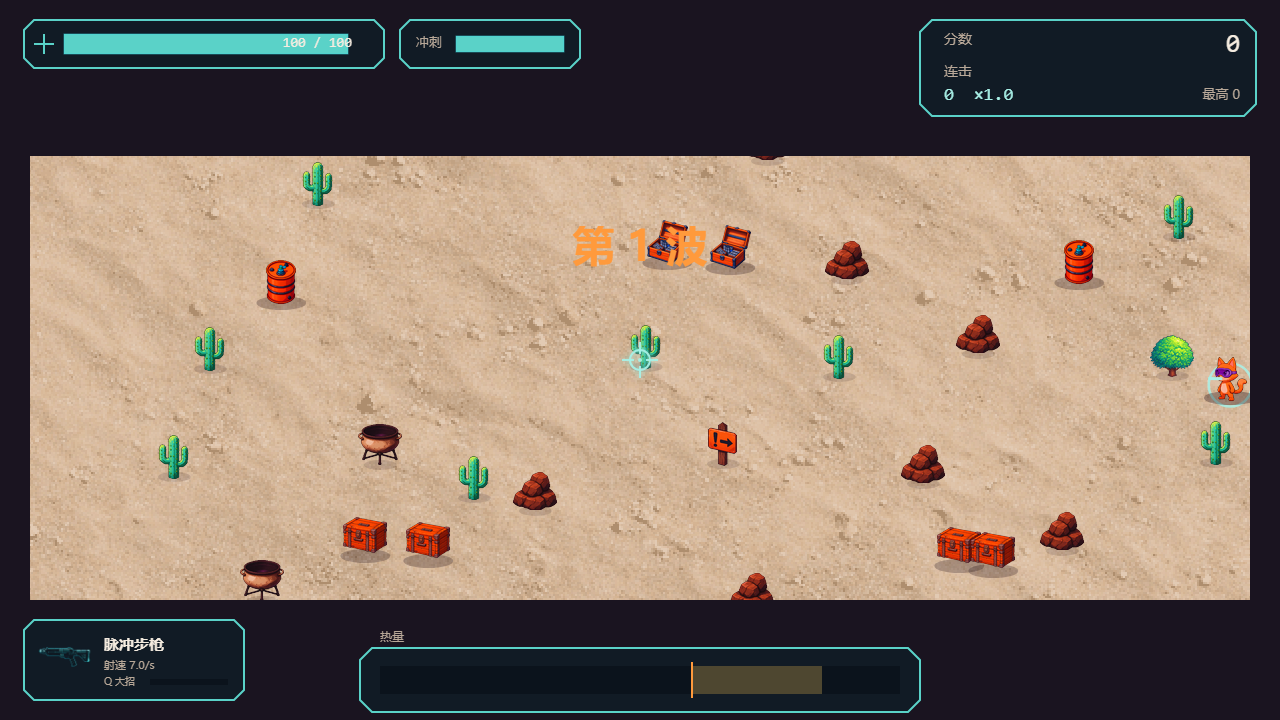 100 / 100
冲刺
分数
0
连击
0 ×1.0
最高 0
第 1 波
!→
热量
脉冲步枪
射速 7.0/s
Q 大招